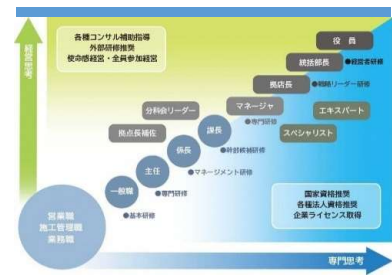 各種コンサル補助指導
外部研修推奨
使命感経営・全員参加経営
経営思考
役 員
統括部長
●経営者研修
拠店長
●戦略リーダー研修
マネージャ
●専門研修
エキスパート
スペシャリスト
分科会リーダー
拠点長補佐
課長
●幹部候補研修
係長
●マネージメント研修
主任
●専門研修
一般職
●基本研修
営業職
施工管理職
業務職
国家資格推奨
各種法人資格推奨
企業ライセンス取得
専門思考